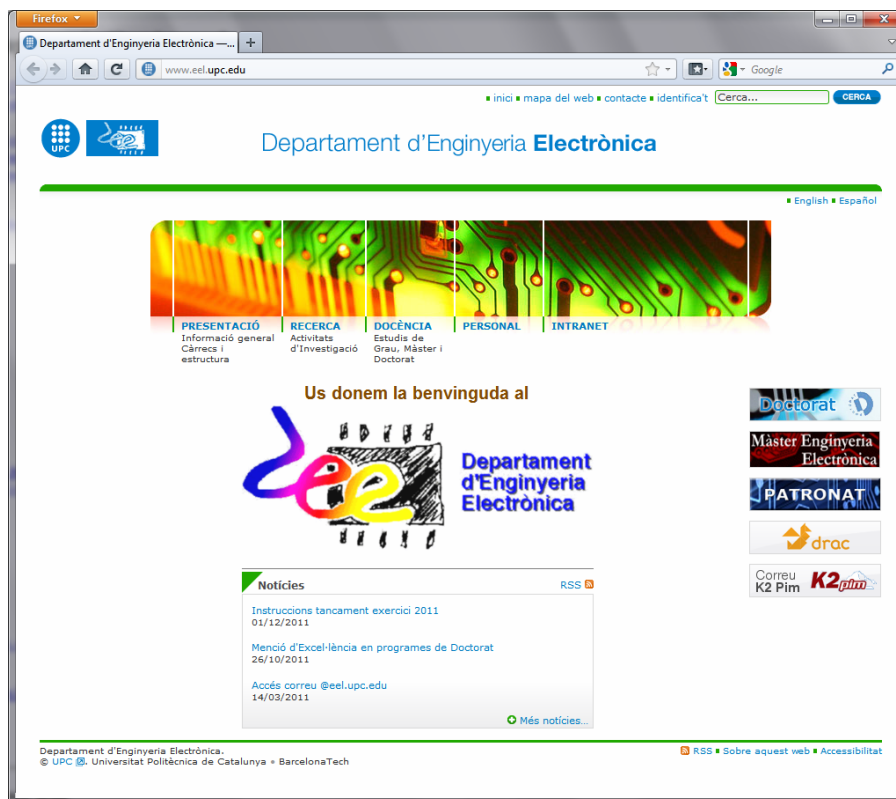 Firefox
Departament d'Enginyeria Electrònica —...
www.eel.upc.edu
Google
inici mapa del web contacte identifica't Cerca... CERCA
UPC
Departament d'Enginyeria Electrònica
English Español
PRESENTACIÓ
Informació general
Càrrecs i
estructura
RECERCA
Activitats
d'Investigació
DOCÈNCIA
Estudis de
Grau, Màster i
Doctorat
PERSONAL
INTRANET
Us donem la benvinguda al
dee
Departament
d'Enginyeria
Electrònica
Doctorat
Màster Enginyeria
Electrònica
PATRONAT
drac
Correu
K2 Pim
K2pim
Notícies RSS
Instruccions tancament exercici 2011
01/12/2011
Menció d'Excel·lència en programes de Doctorat
26/10/2011
Accés correu @eel.upc.edu
14/03/2011
Més notícies...
Departament d'Enginyeria Electrònica.
© UPC . Universitat Politècnica de Catalunya • BarcelonaTech
RSS Sobre aquest web Accessibilitat